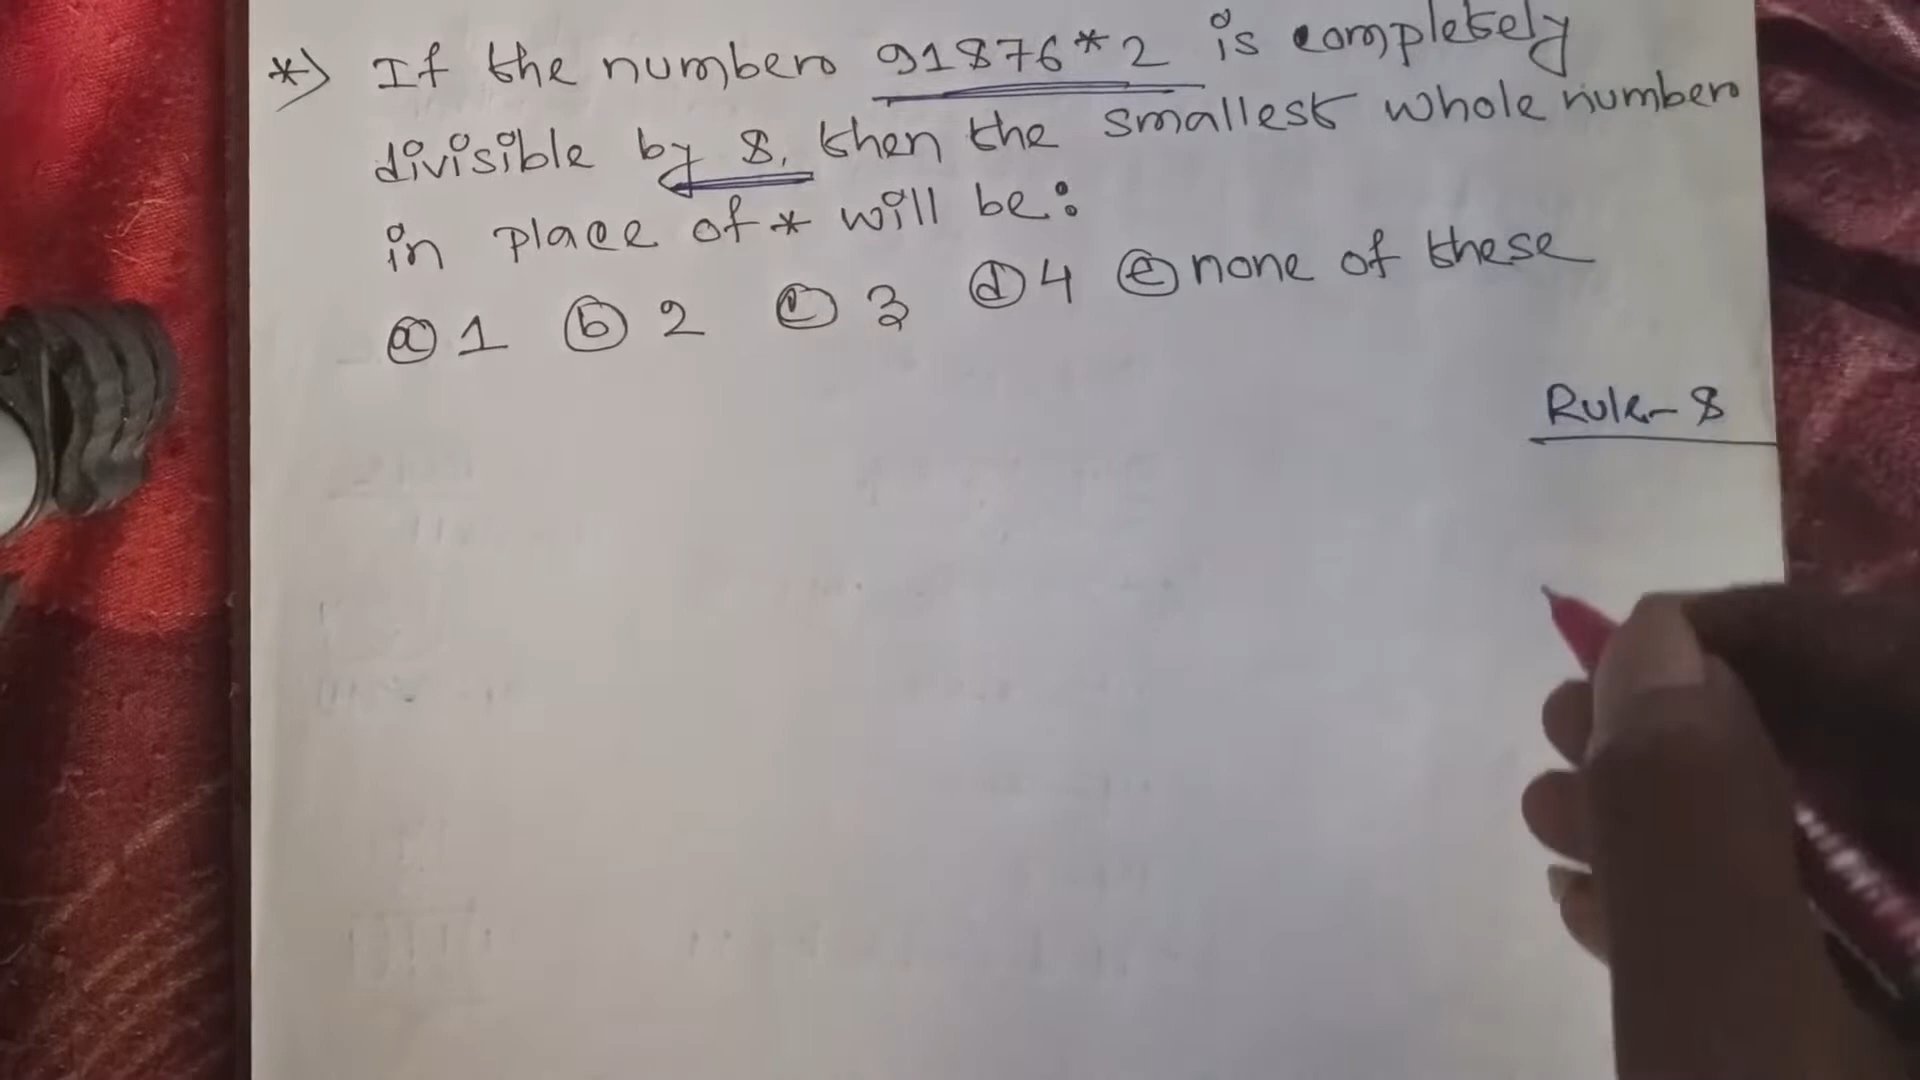 *) If the number 91876*2 is completely
divisible by 8, then the smallest whole number
in place of * will be:
ⓐ 1 ⓑ 2 ⓒ 3 ⓓ 4 ⓔ none of these
Rule-8